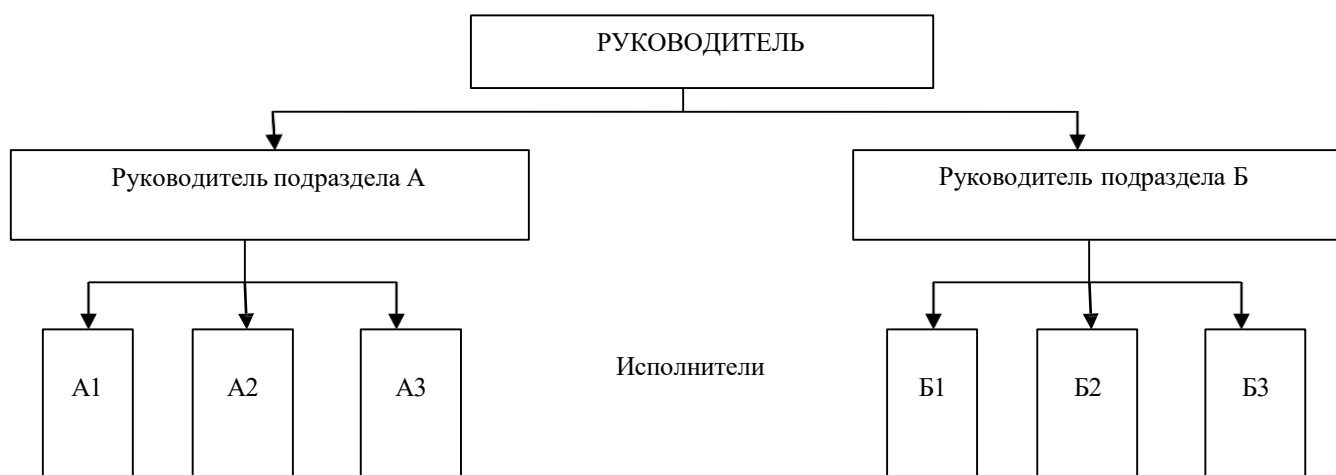 РУКОВОДИТЕЛЬ
Руководитель подраздела А
Руководитель подраздела Б
Исполнители
А1
А2
А3
Б1
Б2
Б3